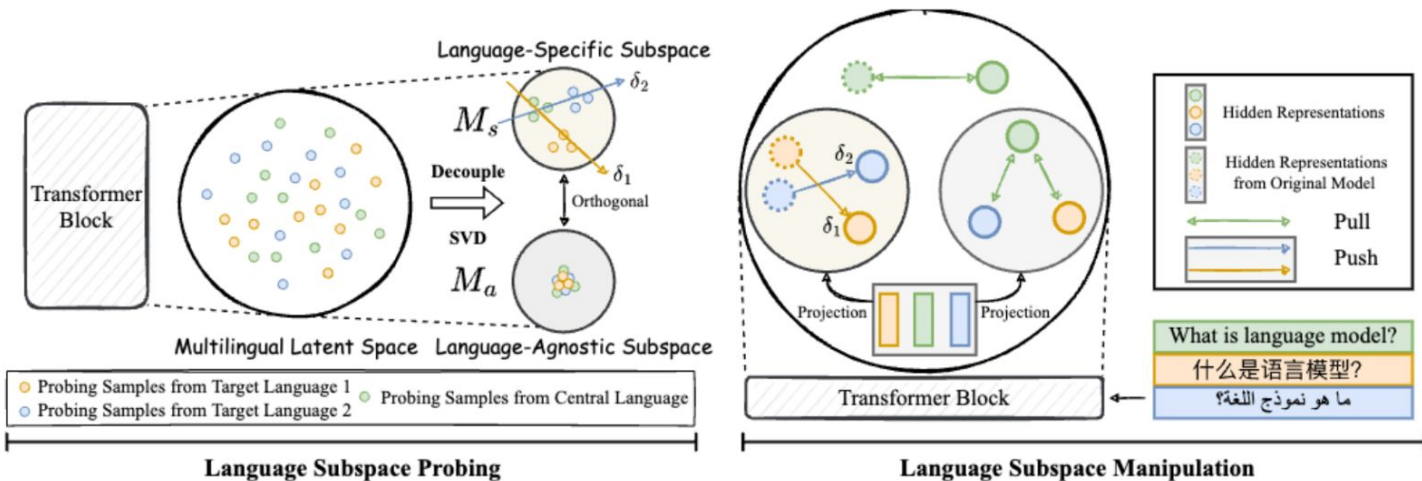 Language-Specific Subspace
δ₂
Mₛ
δ₁
Transformer
Block
Decouple
Orthogonal
SVD
Mₐ
Multilingual Latent Space
Language-Agnostic Subspace
Probing Samples from Target Language 1
Probing Samples from Target Language 2
Probing Samples from Central Language
Language Subspace Probing
δ₂
δ₁
Projection
Projection
Transformer Block
Hidden Representations
Hidden Representations
from Original Model
Pull
Push
What is language model?
什么是语言模型?
ما هو نموذج اللغة؟
Language Subspace Manipulation